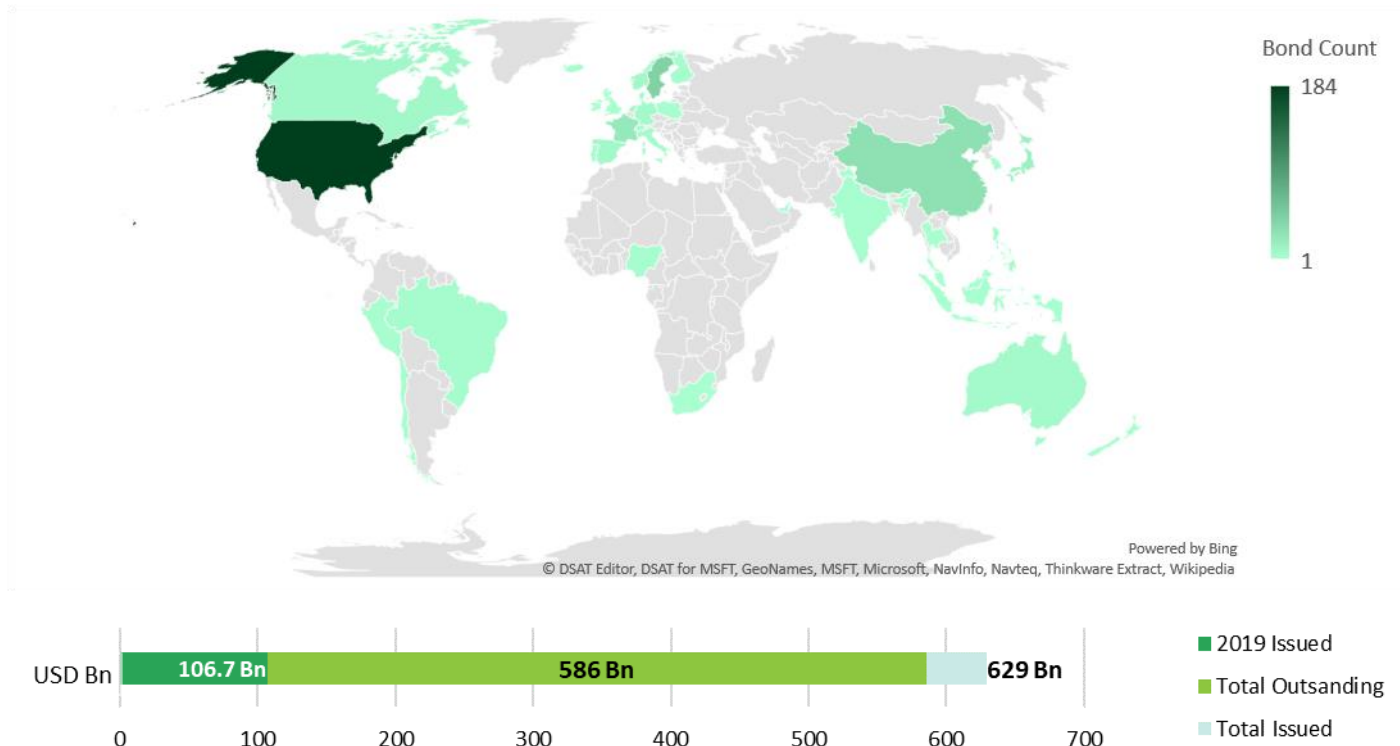 Bond Count
184
1
Powered by Bing
© DSAT Editor, DSAT for MSFT, GeoNames, MSFT, Microsoft, NavInfo, Navteq, Thinkware Extract, Wikipedia
USD Bn
106.7 Bn
586 Bn
629 Bn
0 100 200 300 400 500 600 700
2019 Issued
Total Outsanding
Total Issued